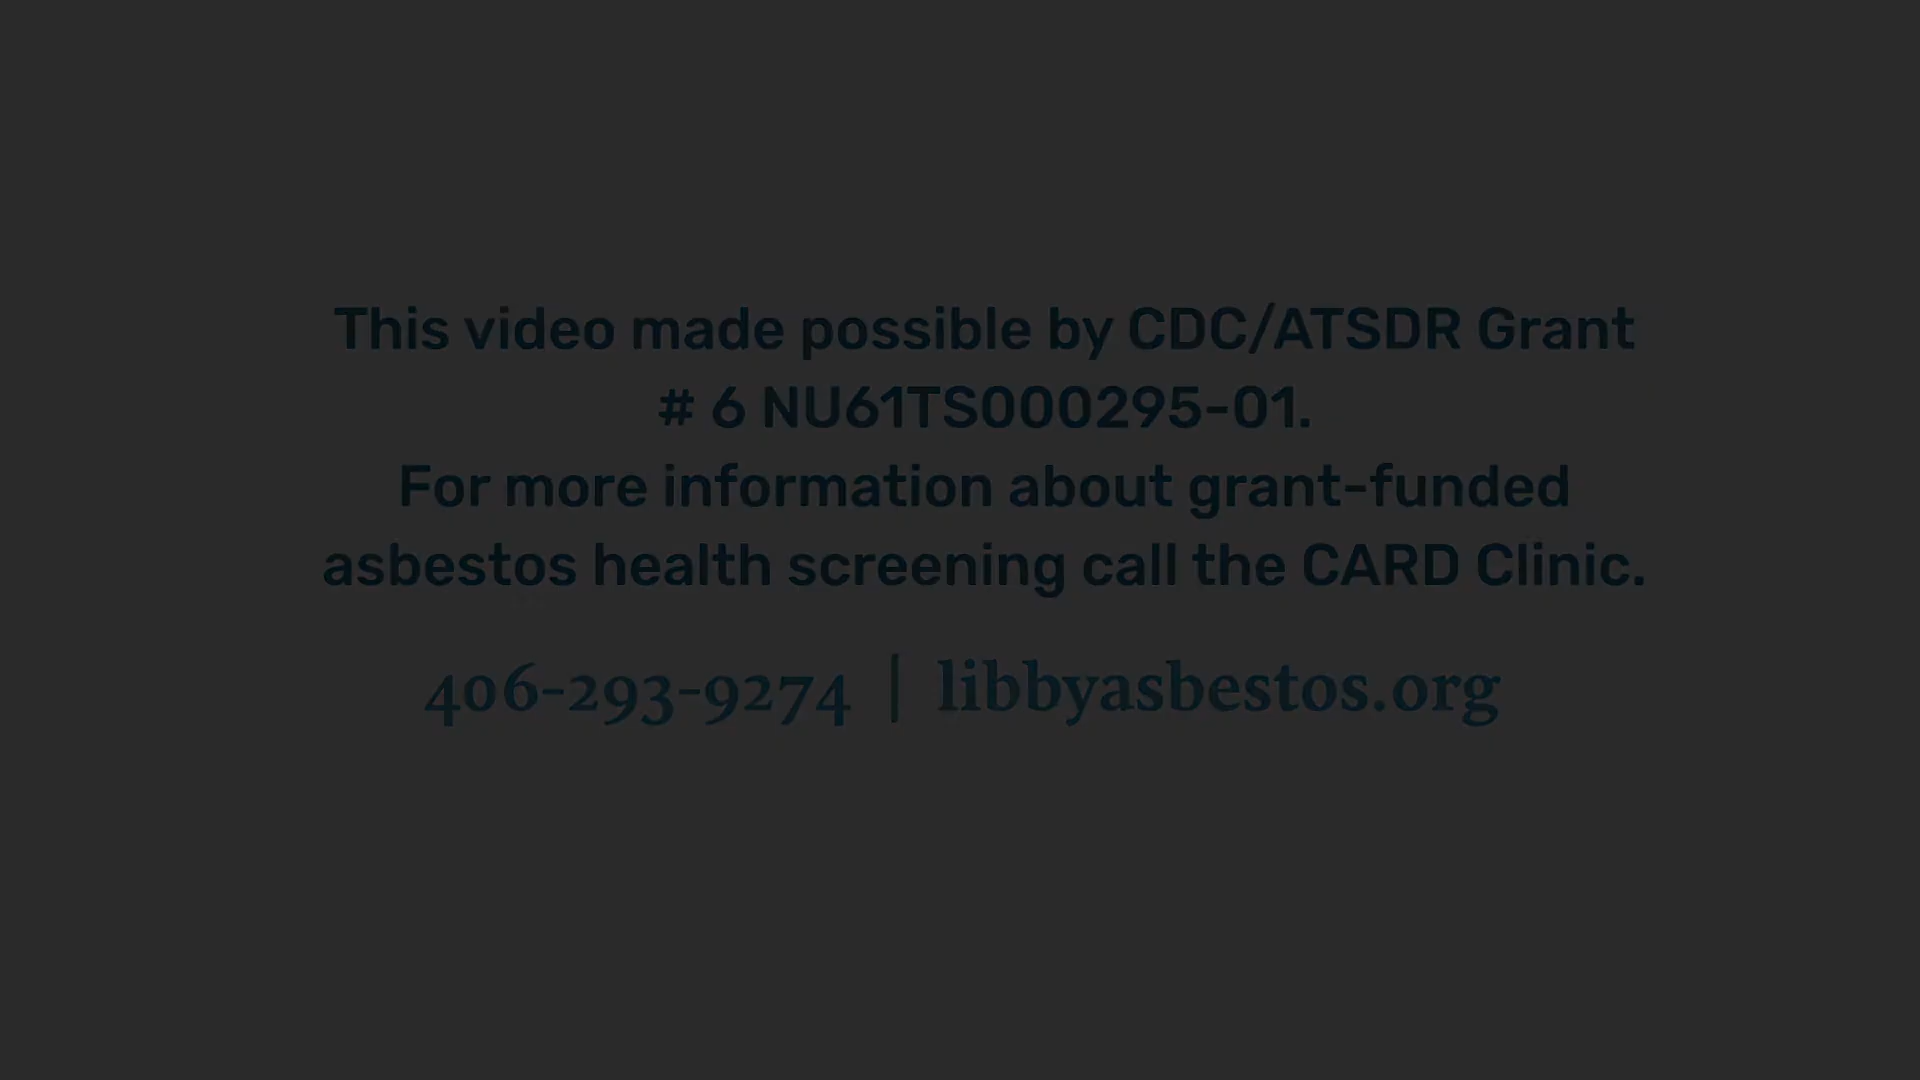 This video made possible by CDC/ATSDR Grant
# 6 NU61TS000295-01.
For more information about grant-funded
asbestos health screening call the CARD Clinic.
406-293-9274 | libbyasbestos.org